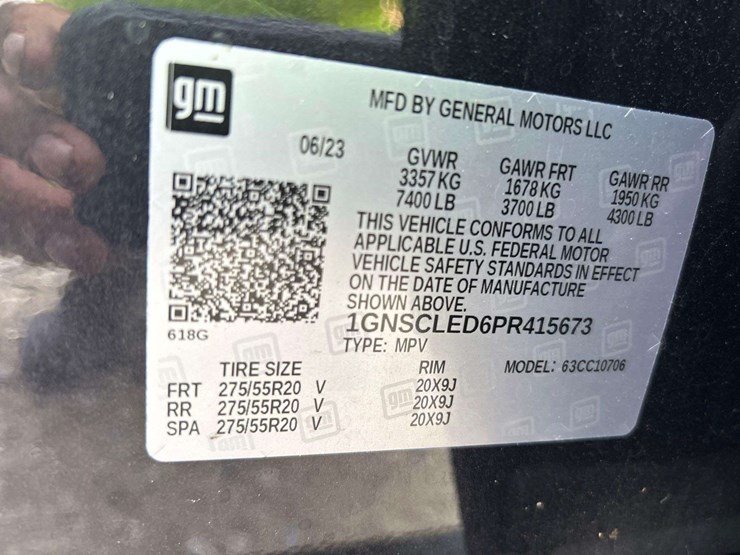 gm
MFD BY GENERAL MOTORS LLC
06/23
GVWR GAWR FRT GAWR RR
3357 KG 1678 KG 1950 KG
7400 LB 3700 LB 4300 LB
THIS VEHICLE CONFORMS TO ALL
APPLICABLE U.S. FEDERAL MOTOR
VEHICLE SAFETY STANDARDS IN EFFECT
ON THE DATE OF MANUFACTURE
SHOWN ABOVE.
618G
1GNSCLED6PR415673
TYPE: MPV
MODEL: 63CC10706
TIRE SIZE RIM
FRT 275/55R20 V 20X9J
RR 275/55R20 V 20X9J
SPA 275/55R20 V 20X9J